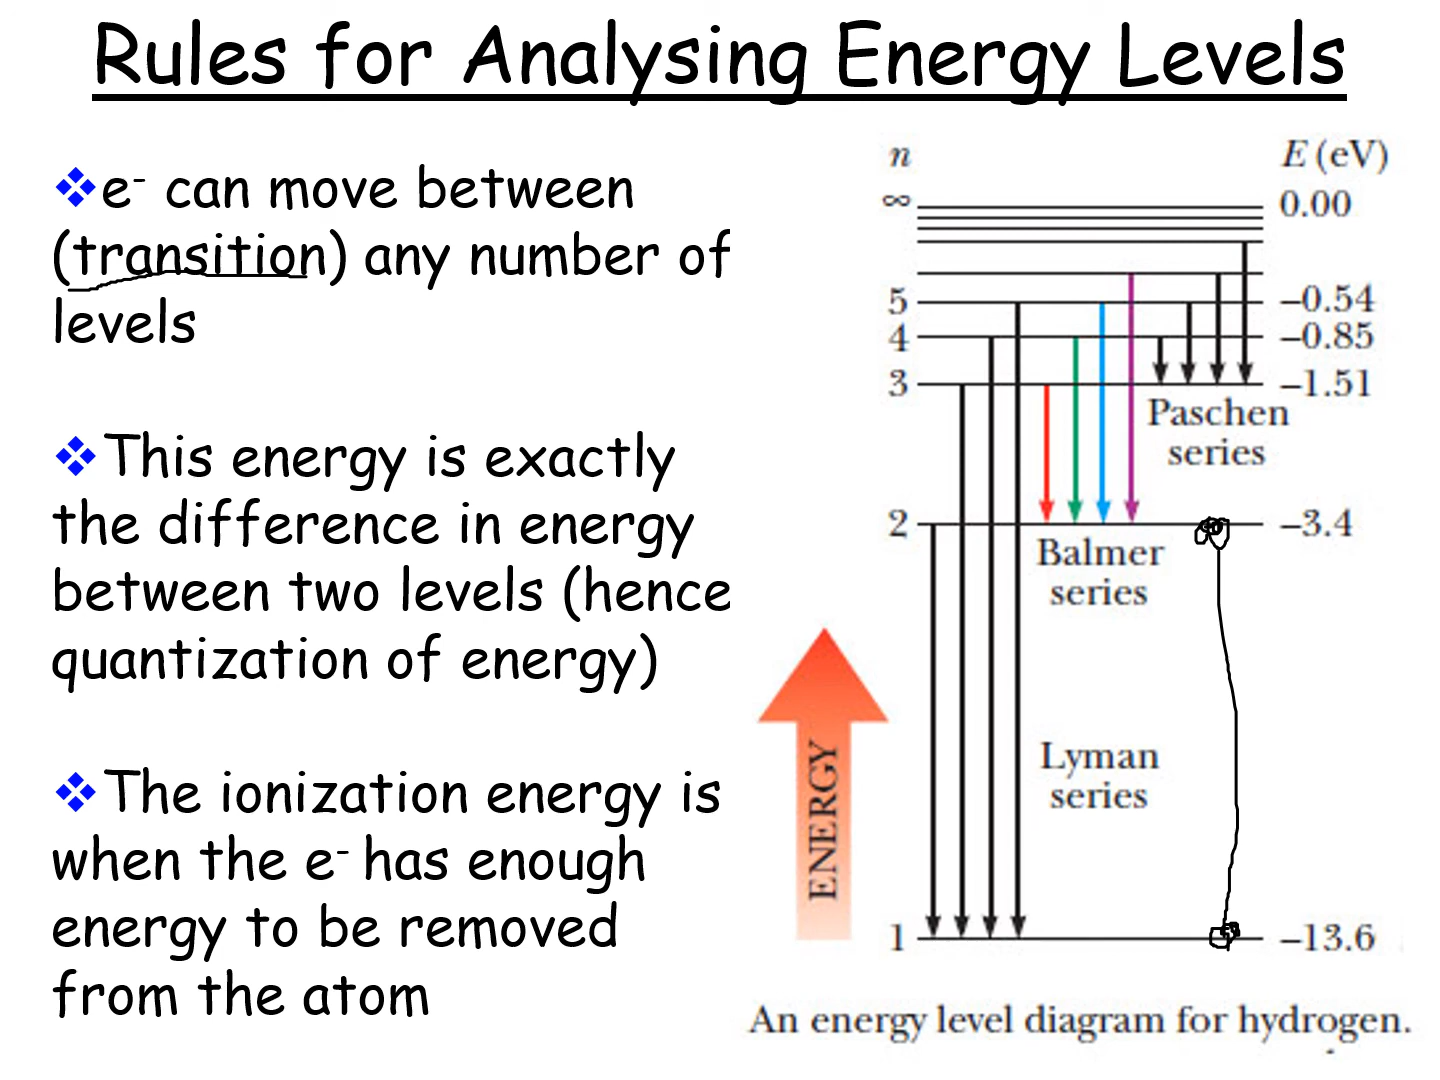 Rules for Analysing Energy Levels
❖e⁻ can move between
(transition) any number of
levels
❖This energy is exactly
the difference in energy
between two levels (hence
quantization of energy)
❖The ionization energy is
when the e⁻ has enough
energy to be removed
from the atom
n E (eV)
∞ 0.00
5 –0.54
4 –0.85
3 –1.51
Paschen
series
2 –3.4
Balmer
series
ENERGY
Lyman
series
1 –13.6
An energy level diagram for hydrogen.